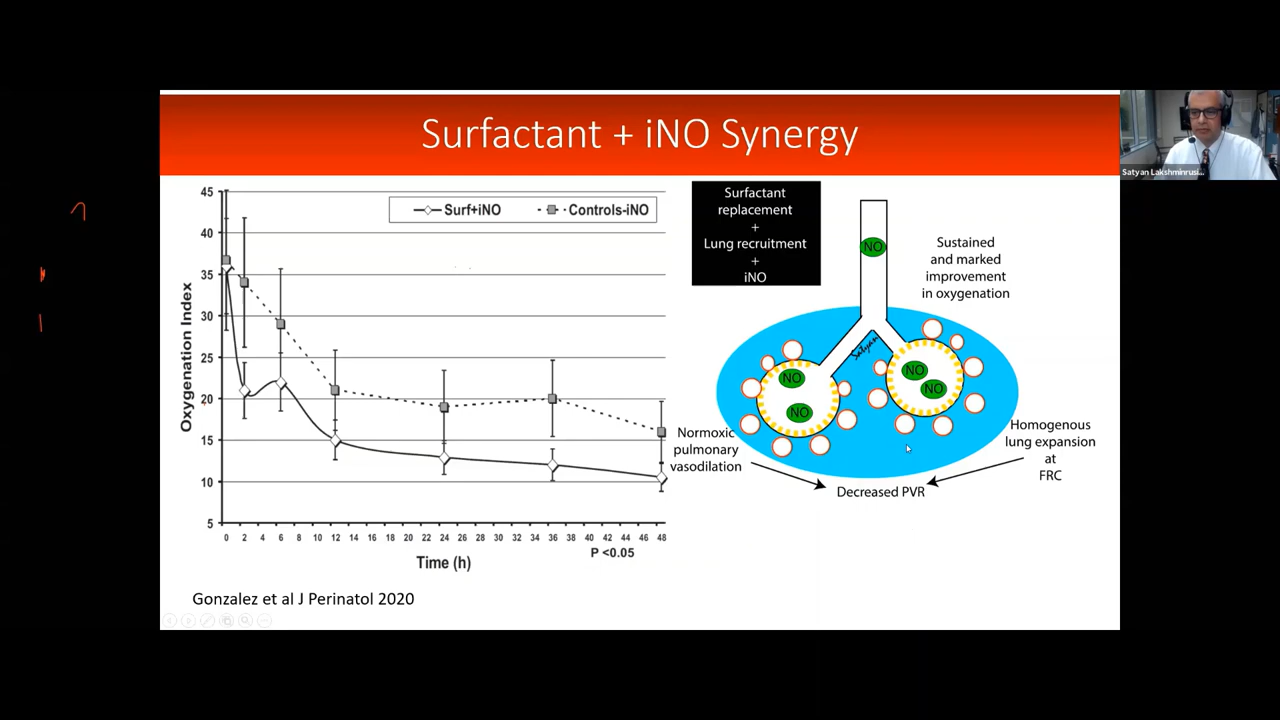 Surfactant + iNO Synergy
Satyan Lakshminrusi...
45
40
35
30
25
20
15
10
5
Oxygenation Index
Surf+iNO
Controls-iNO
0 2 4 6 8 10 12 14 16 18 20 22 24 26 28 30 32 34 36 38 40 42 44 46 48
Time (h)
P <0.05
Gonzalez et al J Perinatol 2020
Surfactant
replacement
+
Lung recruitment
+
iNO
NO
Sustained
and marked
improvement
in oxygenation
Satyan
NO
NO
NO
NO
Normoxic
pulmonary
vasodilation
Homogenous
lung expansion
at
FRC
Decreased PVR